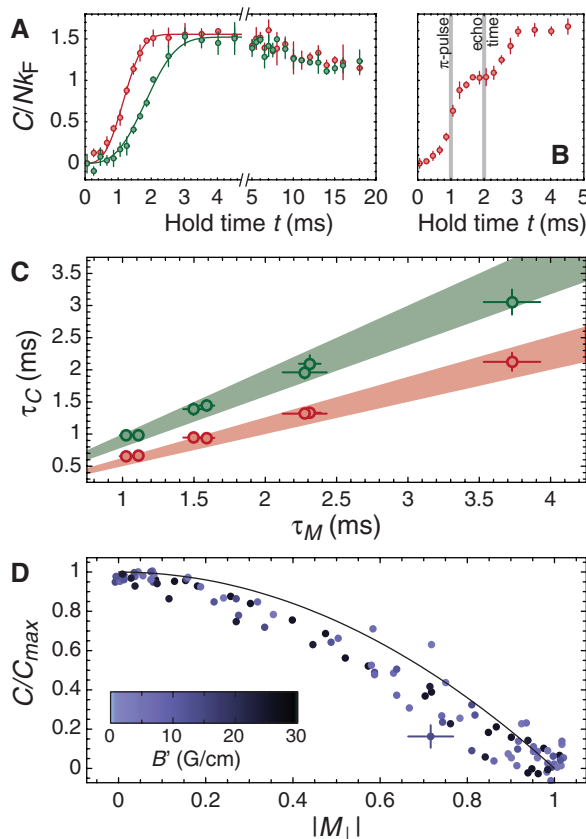 A
C/Nk_F
1.5
1
0.5
0
0 1 2 3 4 5 10 15 20
Hold time t (ms)
B
π-pulse
echo time
0 1 2 3 4 5
Hold time t (ms)
C
τ_C (ms)
3.5
3
2.5
2
1.5
1
0.5
1 1.5 2 2.5 3 3.5 4
τ_M (ms)
D
C/C_max
1
0.8
0.6
0.4
0.2
0
0 10 20 30
B' (G/cm)
0 0.2 0.4 0.6 0.8 1
|M⊥|